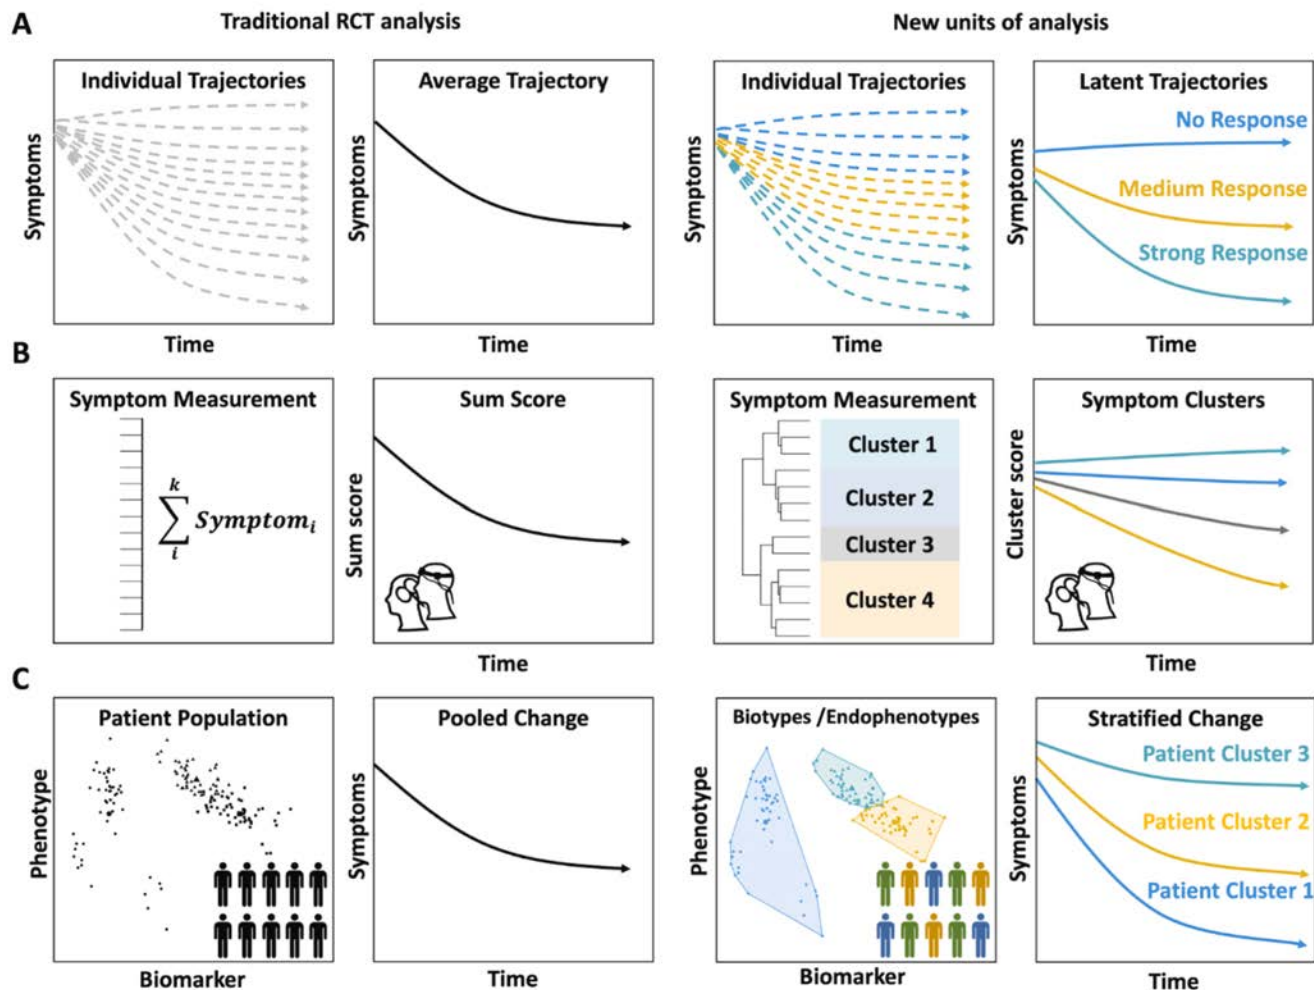 A
Traditional RCT analysis
New units of analysis
Individual Trajectories
Symptoms
Time
Average Trajectory
Symptoms
Time
Individual Trajectories
Symptoms
Time
Latent Trajectories
No Response
Medium Response
Strong Response
Symptoms
Time
B
Symptom Measurement
k
∑ Symptomᵢ
i
Sum Score
Sum score
Time
Symptom Measurement
Cluster 1
Cluster 2
Cluster 3
Cluster 4
Symptom Clusters
Cluster score
Time
C
Patient Population
Phenotype
Biomarker
Pooled Change
Symptoms
Time
Biotypes /Endophenotypes
Phenotype
Biomarker
Stratified Change
Patient Cluster 3
Patient Cluster 2
Patient Cluster 1
Symptoms
Time